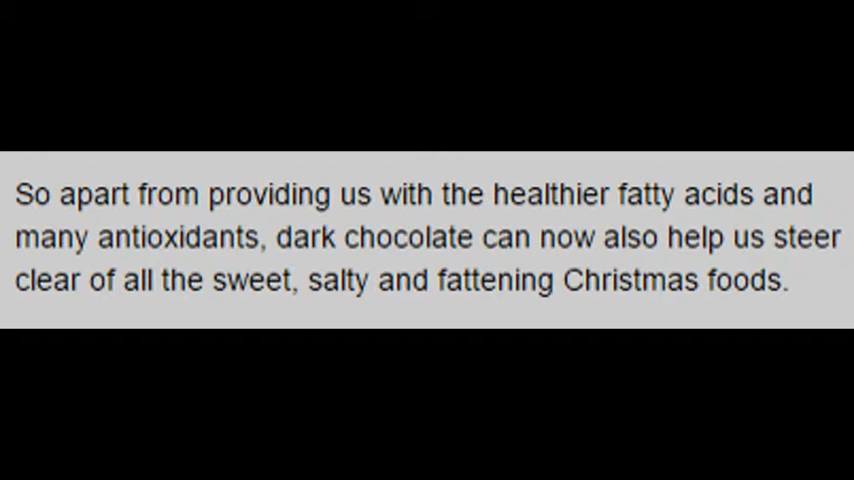 So apart from providing us with the healthier fatty acids and
many antioxidants, dark chocolate can now also help us steer
clear of all the sweet, salty and fattening Christmas foods.